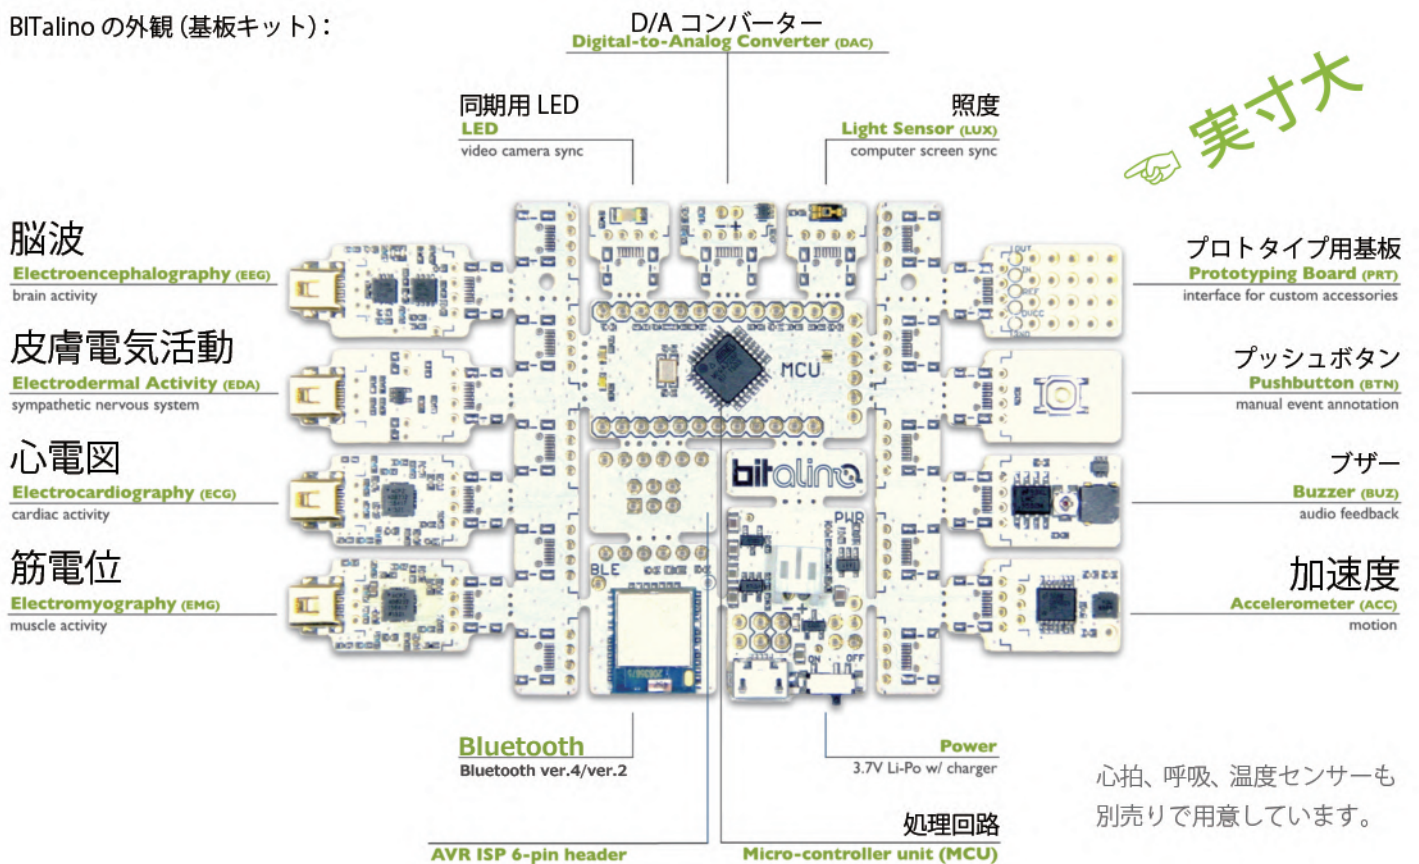 BITalino の外観（基板キット）：
D/A コンバーター
Digital-to-Analog Converter (DAC)
同期用 LED
LED
video camera sync
照度
Light Sensor (LUX)
computer screen sync
☞ 実寸大
脳波
Electroencephalography (EEG)
brain activity
皮膚電気活動
Electrodermal Activity (EDA)
sympathetic nervous system
心電図
Electrocardiography (ECG)
cardiac activity
筋電位
Electromyography (EMG)
muscle activity
プロトタイプ用基板
Prototyping Board (PRT)
interface for custom accessories
プッシュボタン
Pushbutton (BTN)
manual event annotation
ブザー
Buzzer (BUZ)
audio feedback
加速度
Accelerometer (ACC)
motion
MCU
bitalino
PWR
BLE
ON
OFF
Bluetooth
Bluetooth ver.4/ver.2
Power
3.7V Li-Po w/ charger
処理回路
AVR ISP 6-pin header
Micro-controller unit (MCU)
心拍、呼吸、温度センサーも
別売りで用意しています。